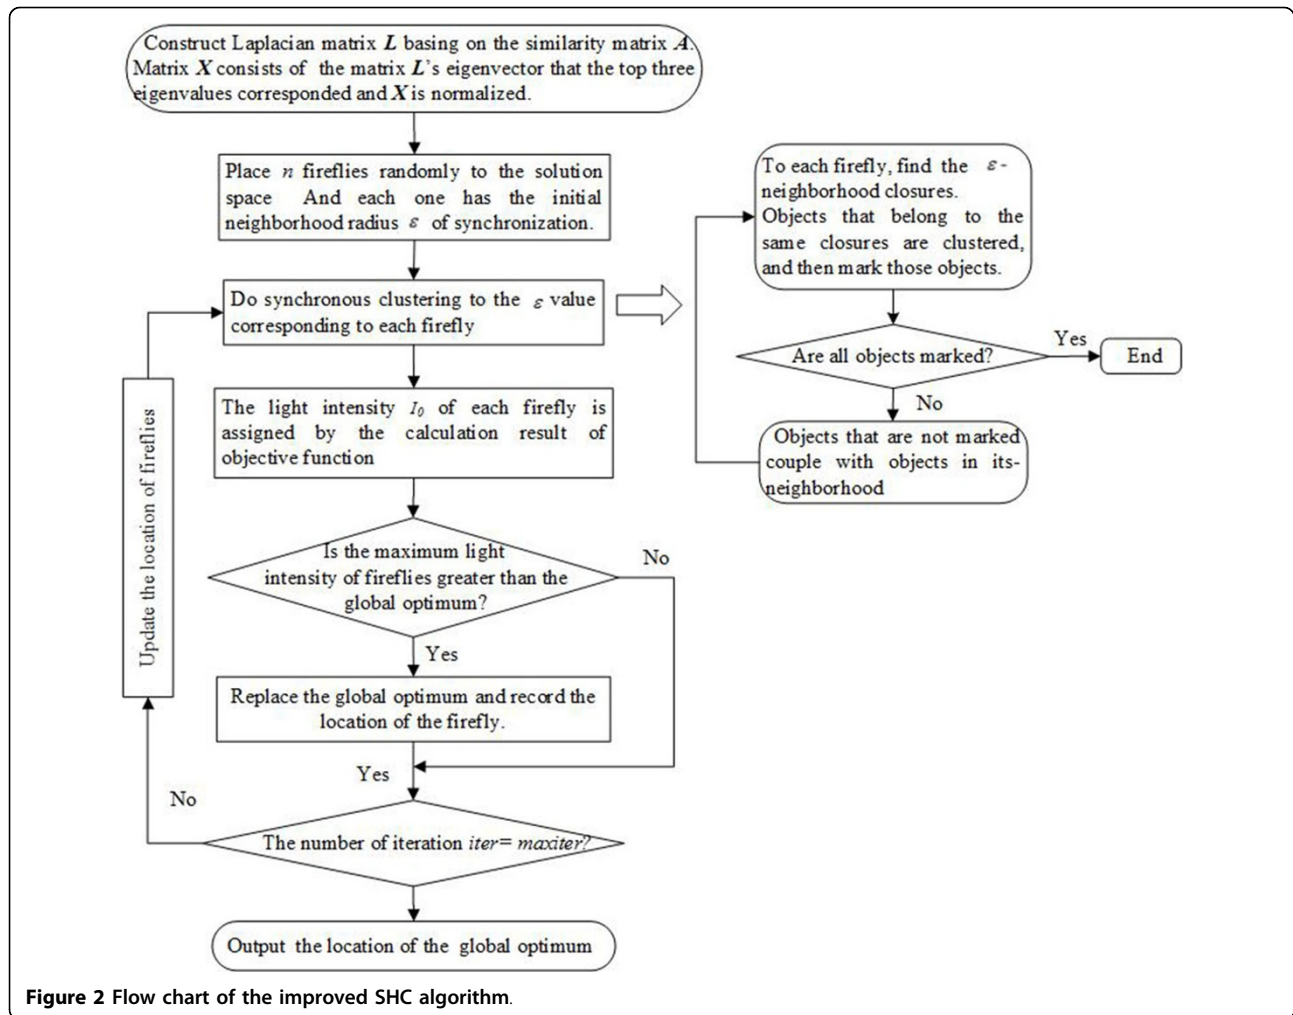 Construct Laplacian matrix L basing on the similarity matrix A.
Matrix X consists of the matrix L's eigenvector that the top three
eigenvalues corresponded and X is normalized.
Place n fireflies randomly to the solution
space And each one has the initial
neighborhood radius ε of synchronization.
Do synchronous clustering to the ε value
corresponding to each firefly
The light intensity I0 of each firefly is
assigned by the calculation result of
objective function
Is the maximum light
intensity of fireflies greater than the
global optimum?
No
Yes
Replace the global optimum and record the
location of the firefly.
Yes
The number of iteration iter= maxiter?
No
Update the location of fireflies
Output the location of the global optimum
To each firefly, find the ε-
neighborhood closures.
Objects that belong to the
same closures are clustered,
and then mark those objects.
Are all objects marked?
Yes
End
No
Objects that are not marked
couple with objects in its-
neighborhood
Figure 2 Flow chart of the improved SHC algorithm.